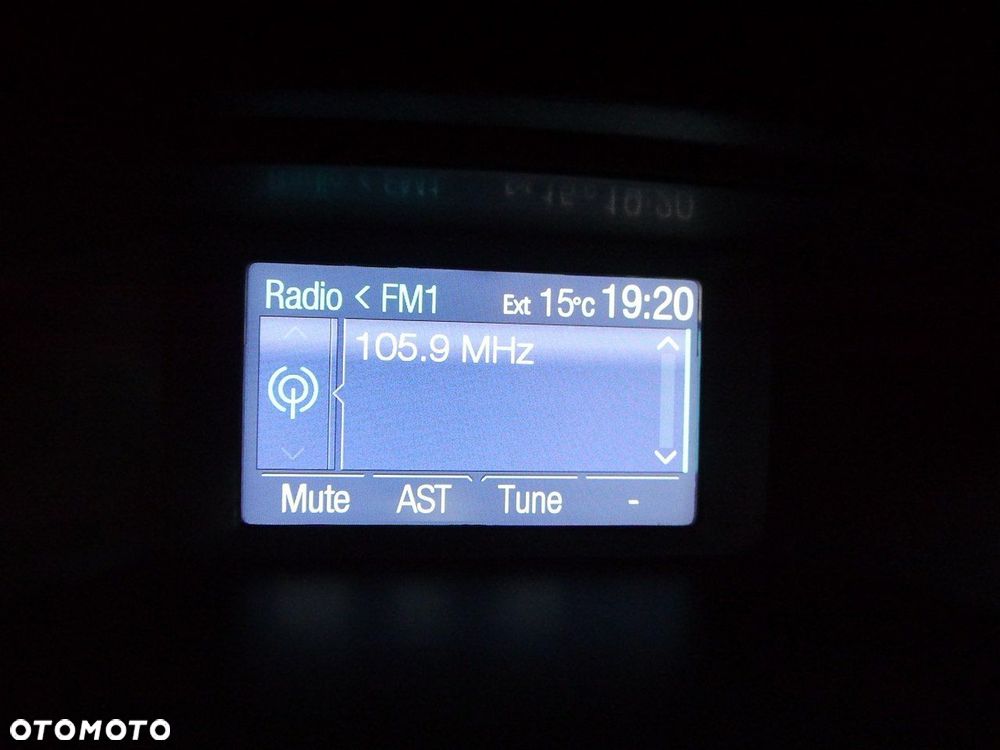 Radio < FM1 Ext 15°C 19:20
105.9 MHz
Mute AST Tune -
OTOMOTO